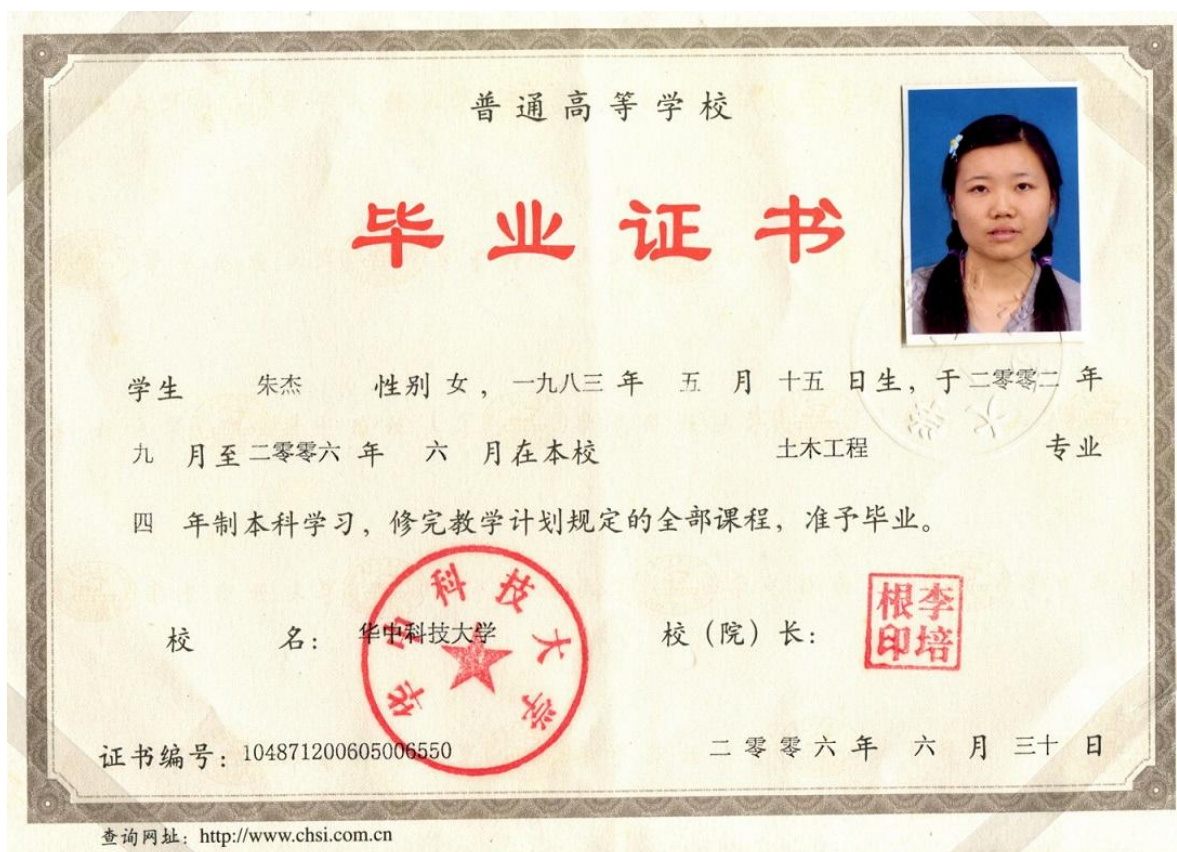 普通高等学校
毕业证书
学生 朱杰 性别 女，一九八三 年 五 月 十五 日生，于 二零零二 年
九 月至 二零零六 年 六 月在本校 土木工程 专业
四 年制本科学习，修完教学计划规定的全部课程，准予毕业。
华中科技大学
校 名： 华中科技大学 校（院）长： 李培根印
证书编号：104871200605006550 二零零六年 六 月 三十 日
查询网址：http://www.chsi.com.cn